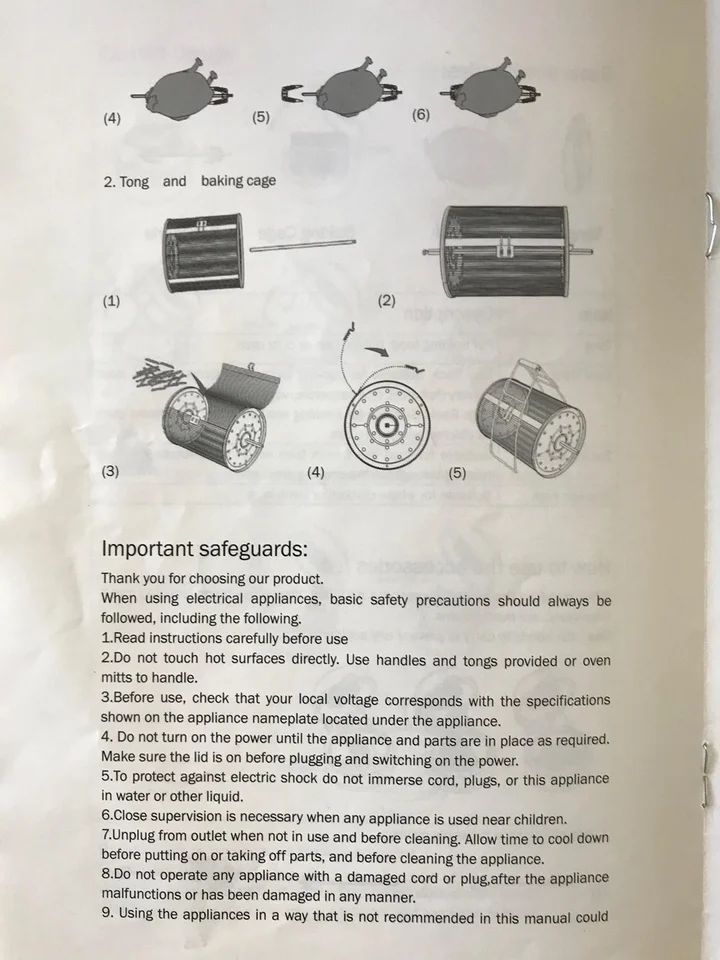 (4) (5) (6)
2. Tong and baking cage
(1) (2)
(3) (4) (5)
Important safeguards:
Thank you for choosing our product.
When using electrical appliances, basic safety precautions should always be
followed, including the following.
1.Read instructions carefully before use
2.Do not touch hot surfaces directly. Use handles and tongs provided or oven
mitts to handle.
3.Before use, check that your local voltage corresponds with the specifications
shown on the appliance nameplate located under the appliance.
4. Do not turn on the power until the appliance and parts are in place as required.
Make sure the lid is on before plugging and switching on the power.
5.To protect against electric shock do not immerse cord, plugs, or this appliance
in water or other liquid.
6.Close supervision is necessary when any appliance is used near children.
7.Unplug from outlet when not in use and before cleaning. Allow time to cool down
before putting on or taking off parts, and before cleaning the appliance.
8.Do not operate any appliance with a damaged cord or plug,after the appliance
malfunctions or has been damaged in any manner.
9. Using the appliances in a way that is not recommended in this manual could